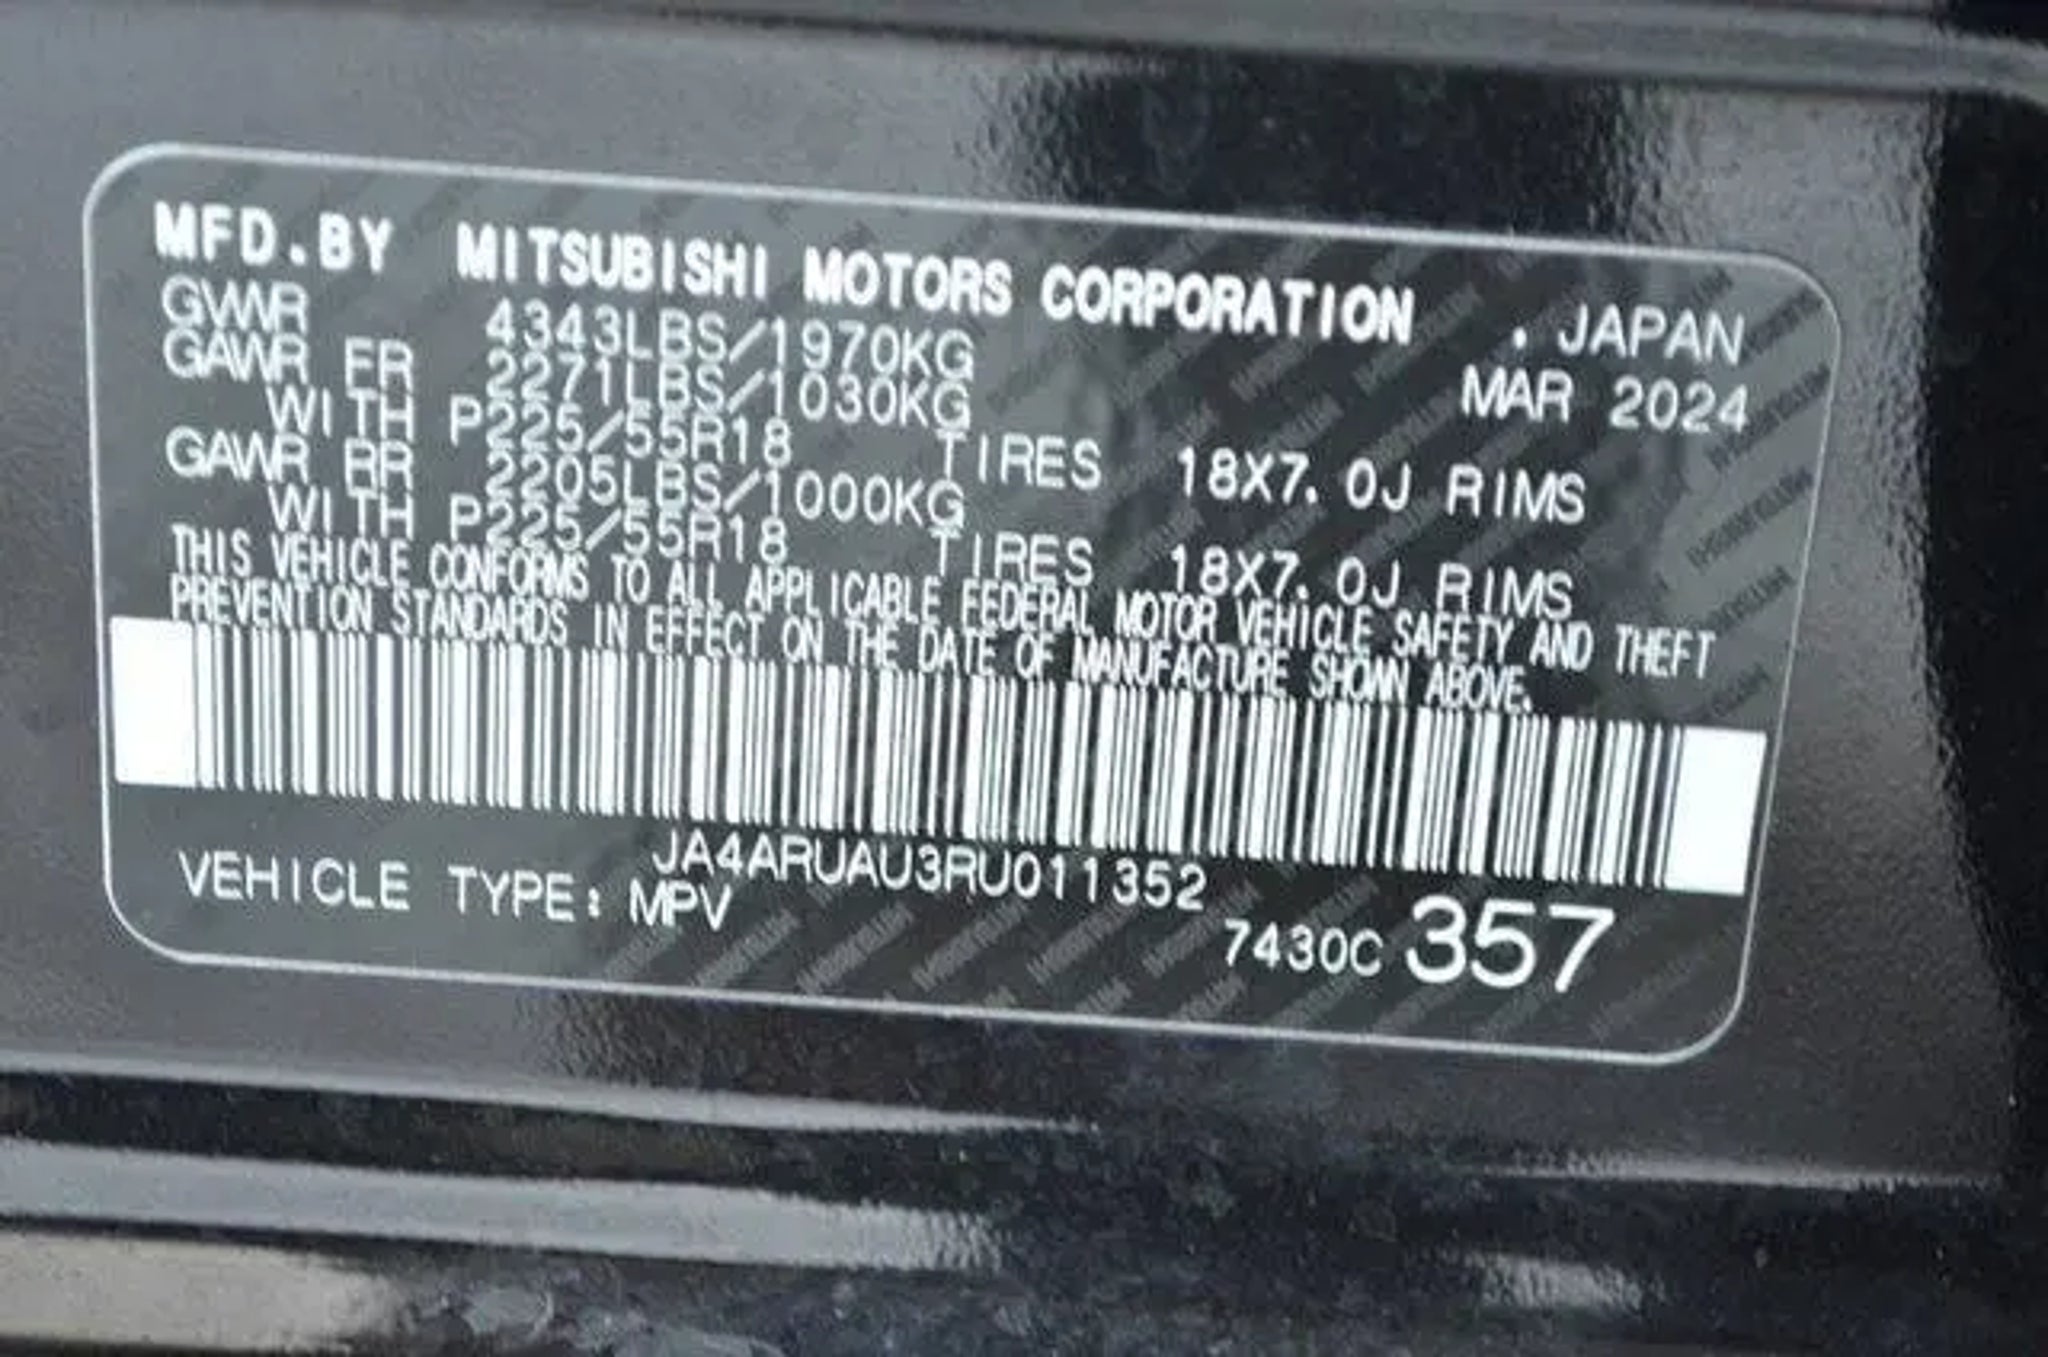 MFD.BY MITSUBISHI MOTORS CORPORATION . JAPAN
GVWR 4343LBS/1970KG MAR 2024
GAWR FR 2271LBS/1030KG
WITH P225/55R18 TIRES 18X7.0J RIMS
GAWR RR 2205LBS/1000KG
WITH P225/55R18 TIRES 18X7.0J RIMS
THIS VEHICLE CONFORMS TO ALL APPLICABLE FEDERAL MOTOR VEHICLE SAFETY AND THEFT
PREVENTION STANDARDS IN EFFECT ON THE DATE OF MANUFACTURE SHOWN ABOVE.
JA4ARUAU3RU011352
VEHICLE TYPE: MPV 7430C 357